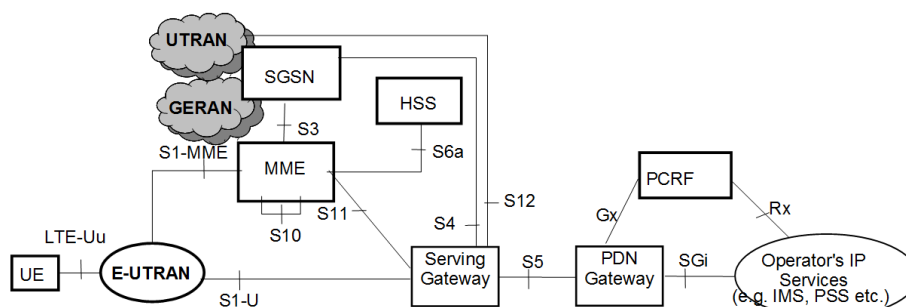 UTRAN
SGSN
HSS
GERAN
S3
S1-MME
S6a
MME
PCRF
S12
Gx
Rx
S11
S4
S10
LTE-Uu
UE
E-UTRAN
Serving
Gateway
S5
PDN
Gateway
SGi
Operator's IP
Services
(e.g. IMS, PSS etc.)
S1-U